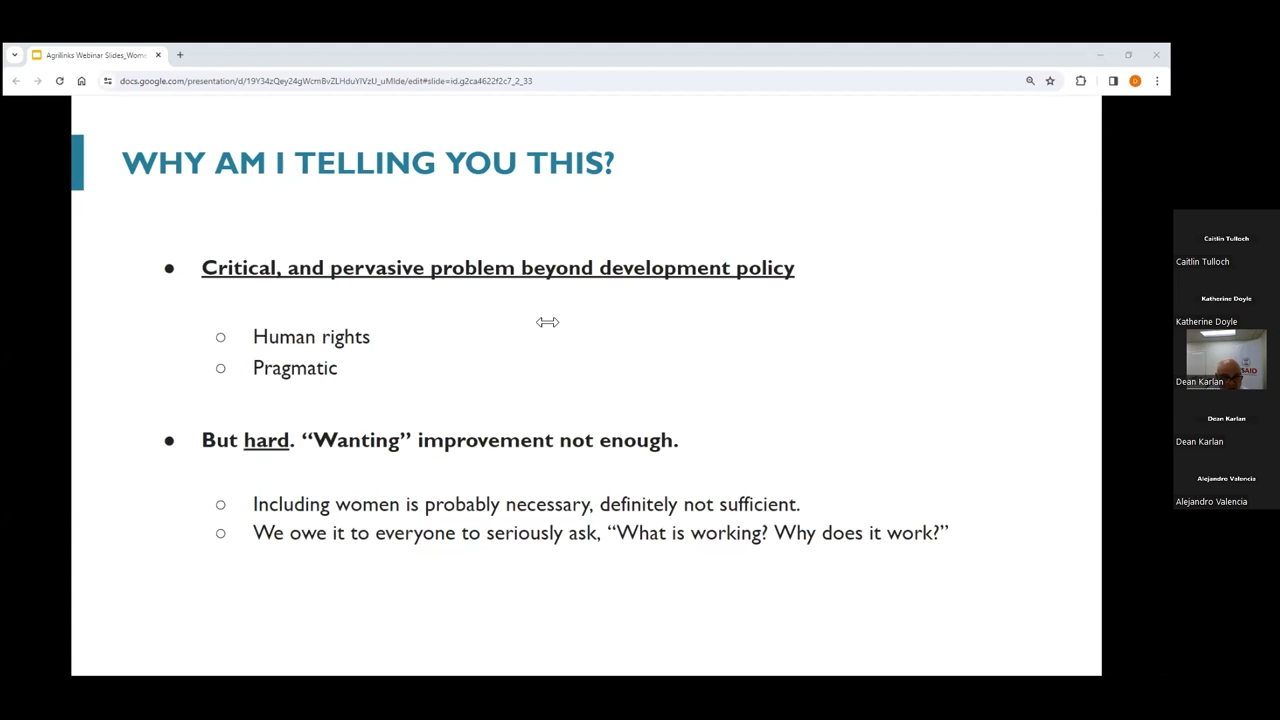 Agrilinks Webinar Slides_Wome
docs.google.com/presentation/d/19Y34zQey24gWcmBvZLHduYlVzU_uMlde/edit#slide=id.g2ca4622f2c7_2_33
D
WHY AM I TELLING YOU THIS?
● Critical, and pervasive problem beyond development policy
○ Human rights
○ Pragmatic
● But hard. “Wanting” improvement not enough.
○ Including women is probably necessary, definitely not sufficient.
○ We owe it to everyone to seriously ask, “What is working? Why does it work?”
Caitlin Tulloch
Caitlin Tulloch
Katherine Doyle
Katherine Doyle
SAID
Dean Karlan
Dean Karlan
Dean Karlan
Alejandro Valencia
Alejandro Valencia